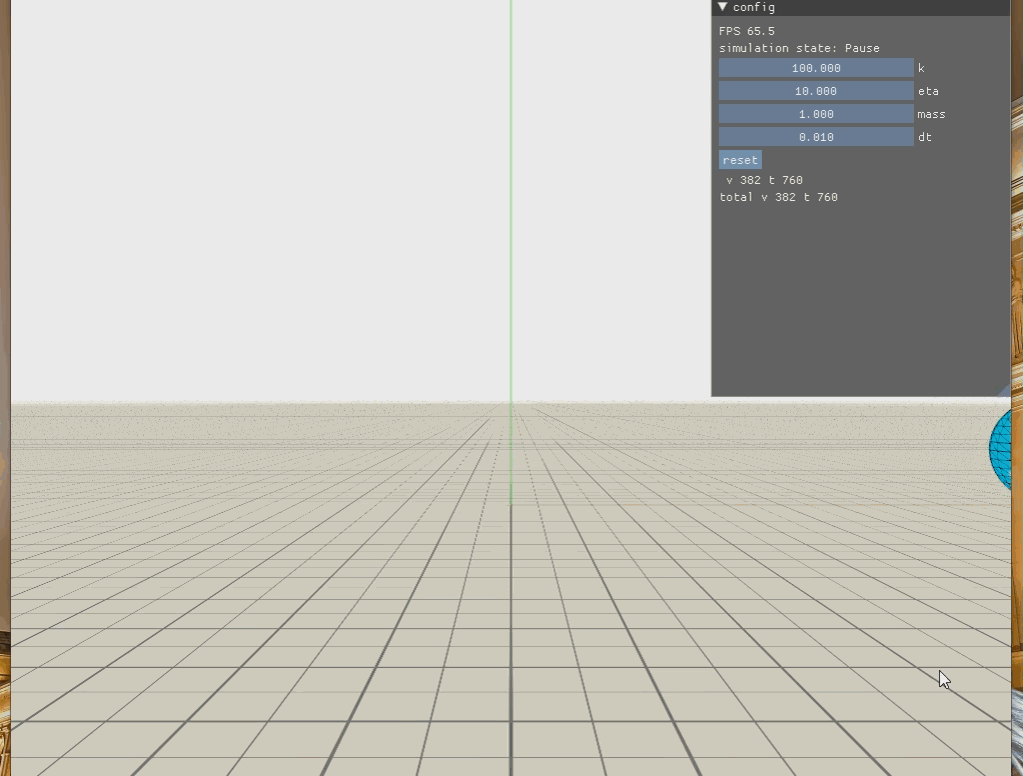 config
FPS 65.5
simulation state: Pause
100.000 k
10.000 eta
1.000 mass
0.010 dt
reset
v 382 t 760
total v 382 t 760